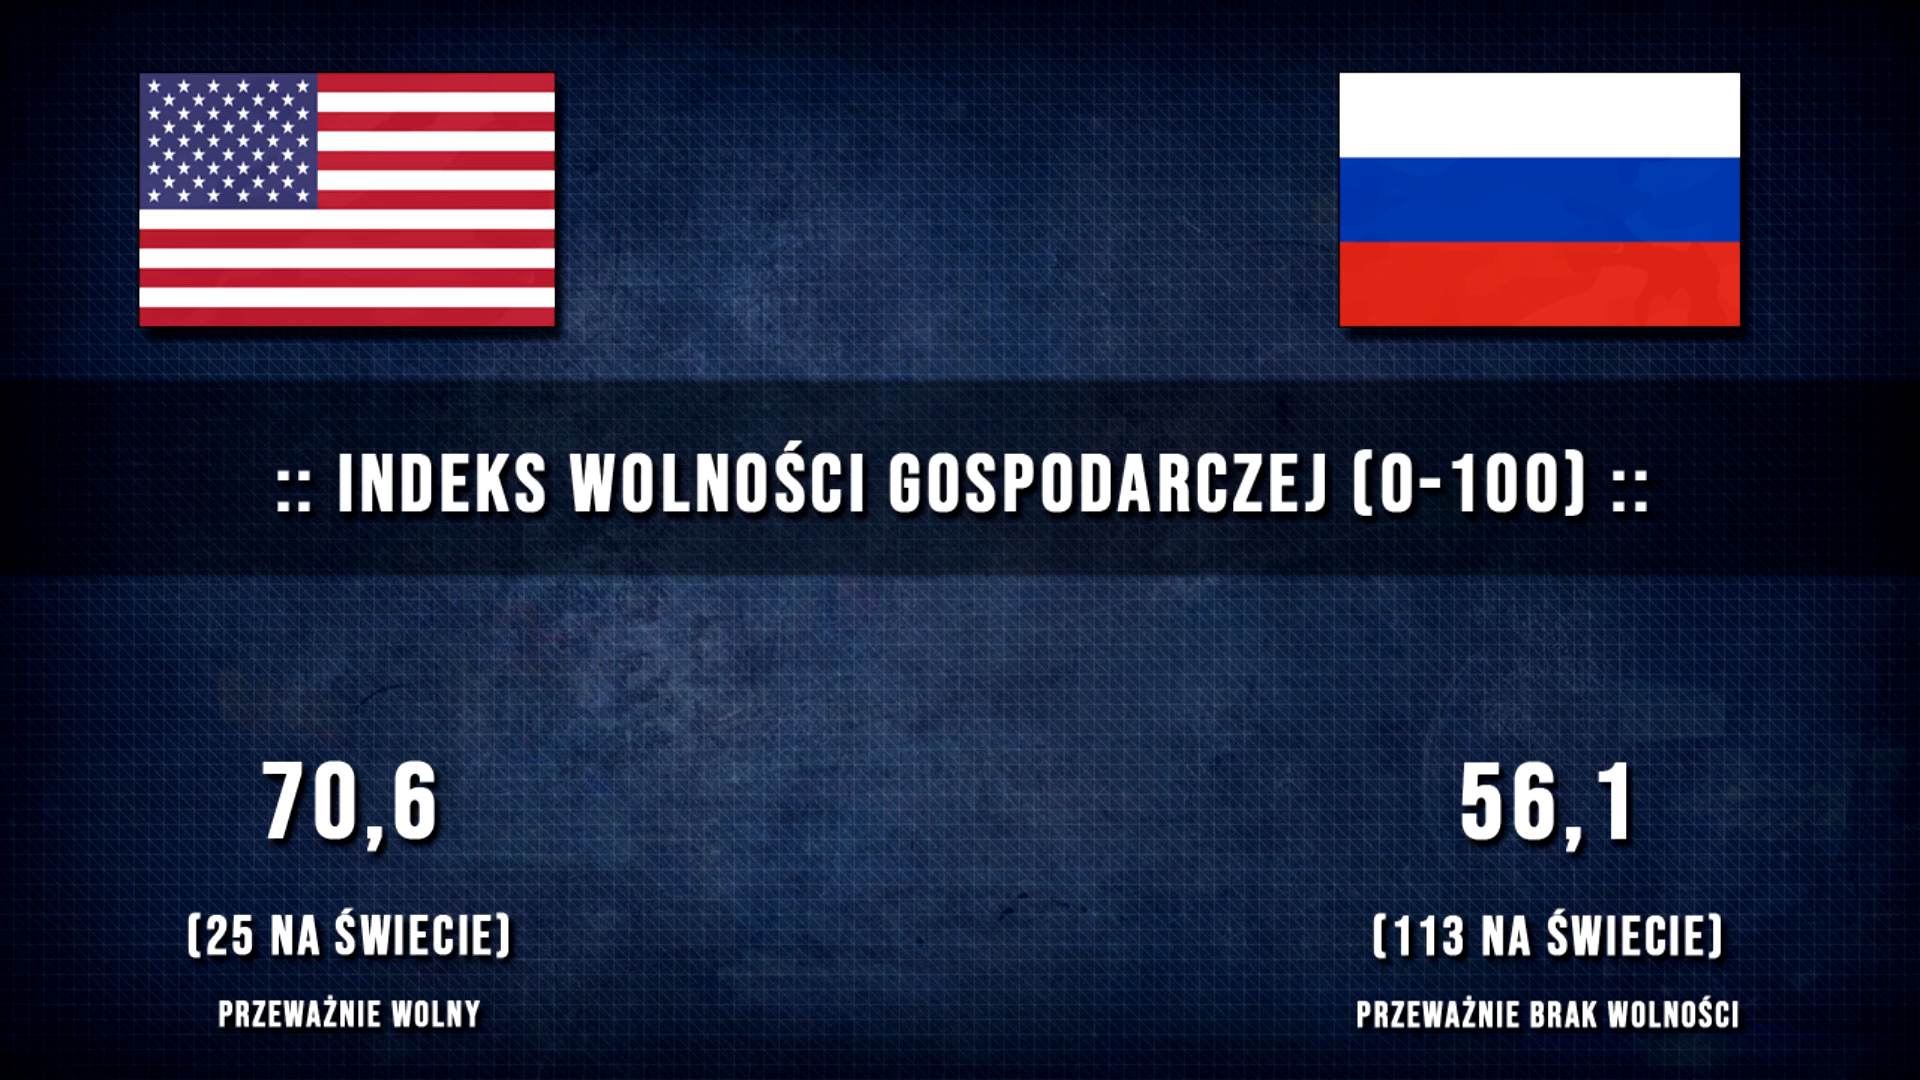 :: INDEKS WOLNOŚCI GOSPODARCZEJ (0-100) ::
70,6
(25 NA ŚWIECIE)
PRZEWAŻNIE WOLNY
56,1
(113 NA ŚWIECIE)
PRZEWAŻNIE BRAK WOLNOŚCI